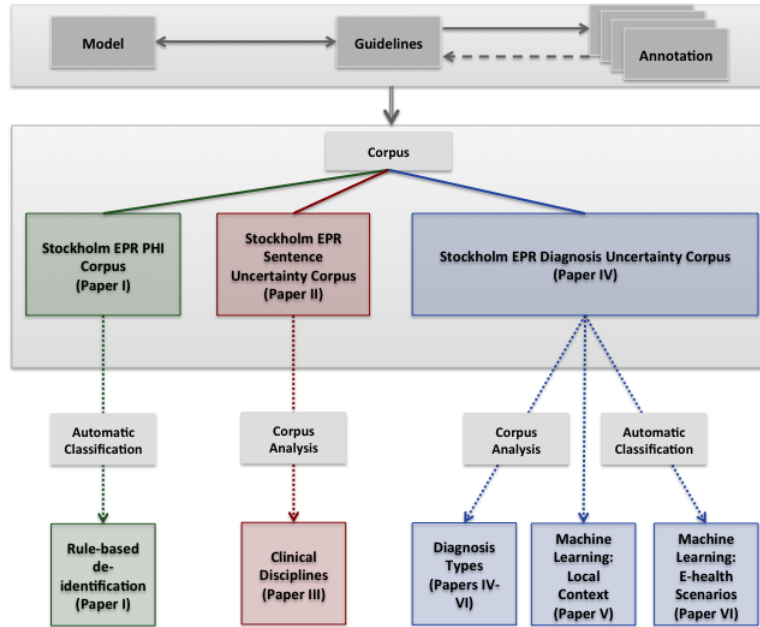 Model
Guidelines
Annotation
Corpus
Stockholm EPR PHI
Corpus
(Paper I)
Stockholm EPR
Sentence
Uncertainty Corpus
(Paper II)
Stockholm EPR Diagnosis Uncertainty Corpus
(Paper IV)
Automatic
Classification
Corpus
Analysis
Corpus
Analysis
Automatic
Classification
Rule-based
de-
identification
(Paper I)
Clinical
Disciplines
(Paper III)
Diagnosis
Types
(Papers IV-
VI)
Machine
Learning:
Local
Context
(Paper V)
Machine
Learning:
E-health
Scenarios
(Paper VI)